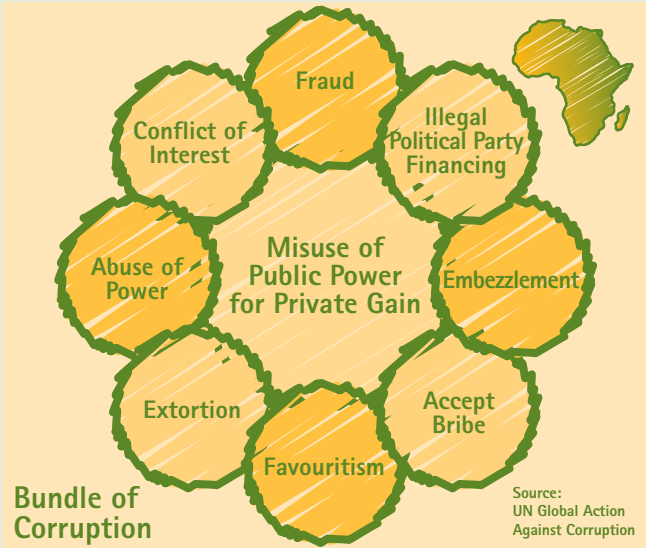 Fraud
Illegal
Political Party
Financing
Conflict of
Interest
Misuse of
Public Power
for Private Gain
Abuse of
Power
Embezzlement
Extortion
Accept
Bribe
Favouritism
Bundle of
Corruption
Source:
UN Global Action
Against Corruption